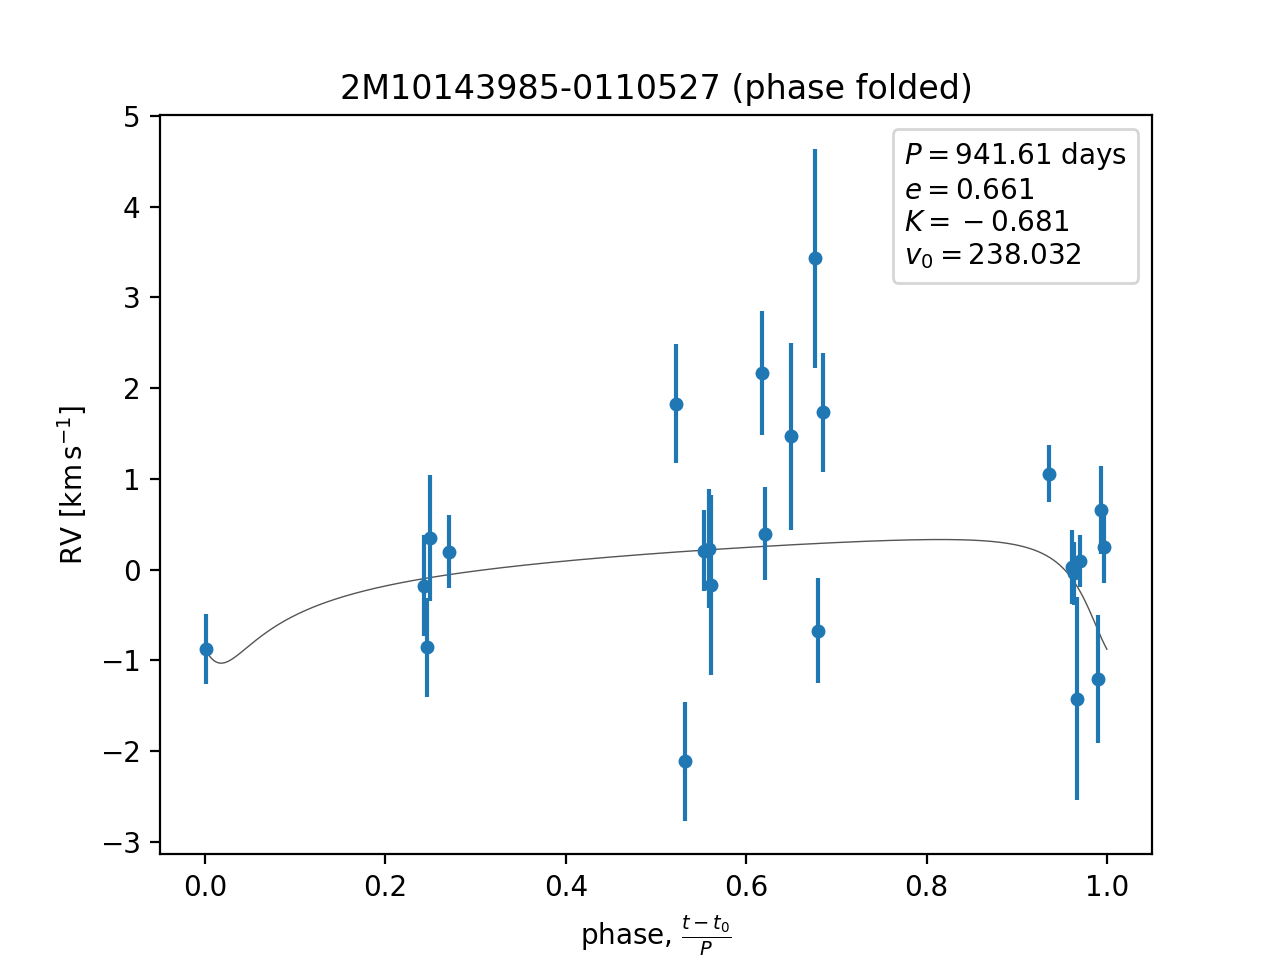 2M10143985-0110527 (phase folded)
P = 941.61 days
e = 0.661
K = −0.681
v₀ = 238.032
5
4
3
2
1
0
−1
−2
−3
RV [km s⁻¹]
0.0 0.2 0.4 0.6 0.8 1.0
phase, (t − t₀)/P